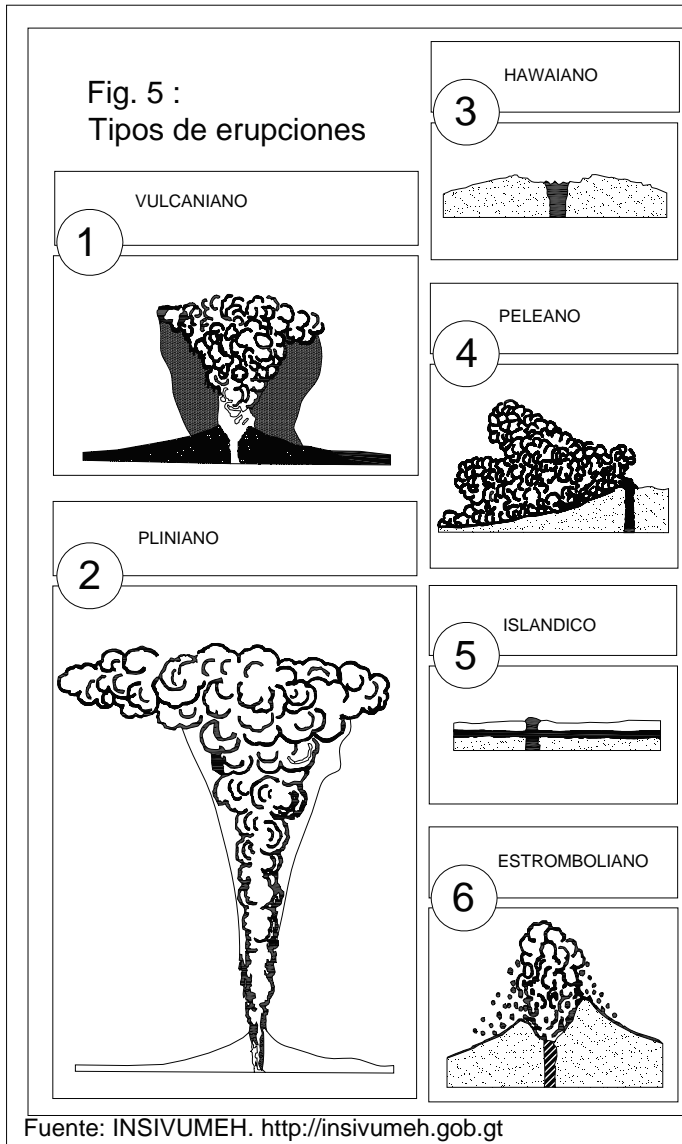 Fig. 5 :
Tipos de erupciones
1
VULCANIANO
2
PLINIANO
3
HAWAIANO
4
PELEANO
5
ISLANDICO
6
ESTROMBOLIANO
Fuente: INSIVUMEH. http://insivumeh.gob.gt